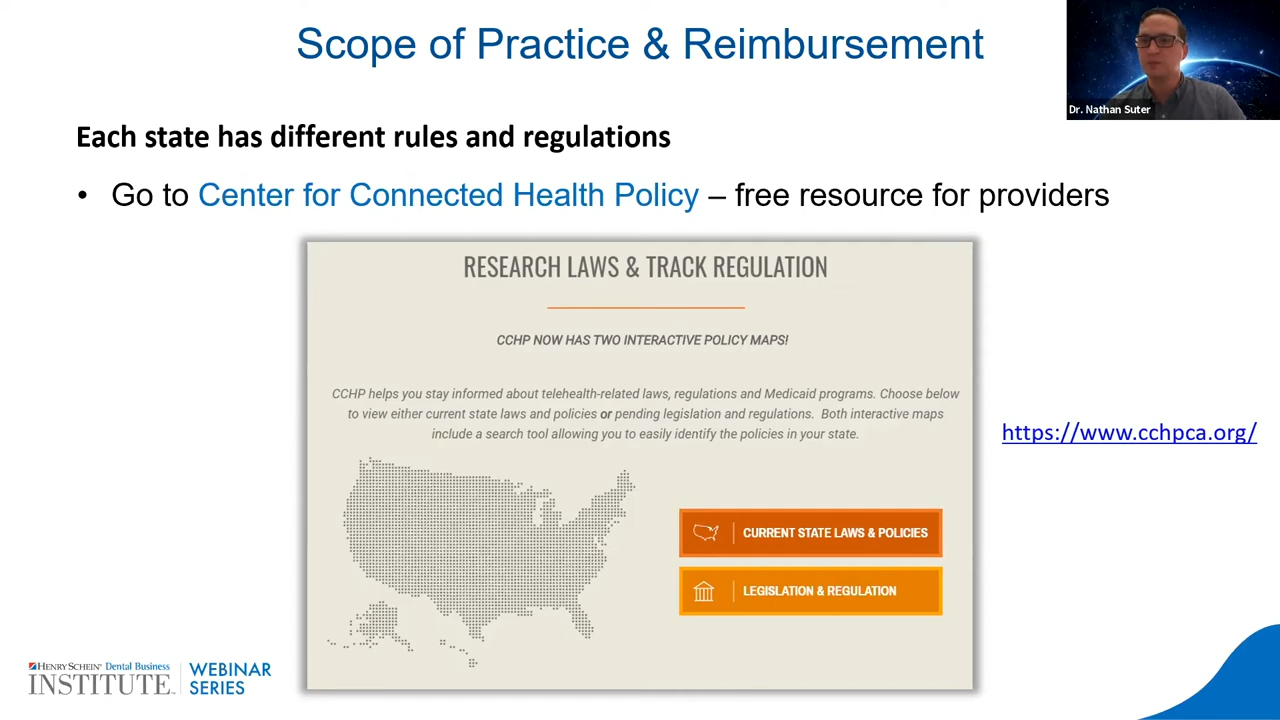 Scope of Practice & Reimbursement
Dr. Nathan Suter
Each state has different rules and regulations
• Go to Center for Connected Health Policy – free resource for providers
RESEARCH LAWS & TRACK REGULATION
CCHP NOW HAS TWO INTERACTIVE POLICY MAPS!
CCHP helps you stay informed about telehealth-related laws, regulations and Medicaid programs. Choose below
to view either current state laws and policies or pending legislation and regulations. Both interactive maps
include a search tool allowing you to easily identify the policies in your state.
https://www.cchpca.org/
CURRENT STATE LAWS & POLICIES
LEGISLATION & REGULATION
HENRY SCHEIN® Dental Business
INSTITUTE™
WEBINAR
SERIES